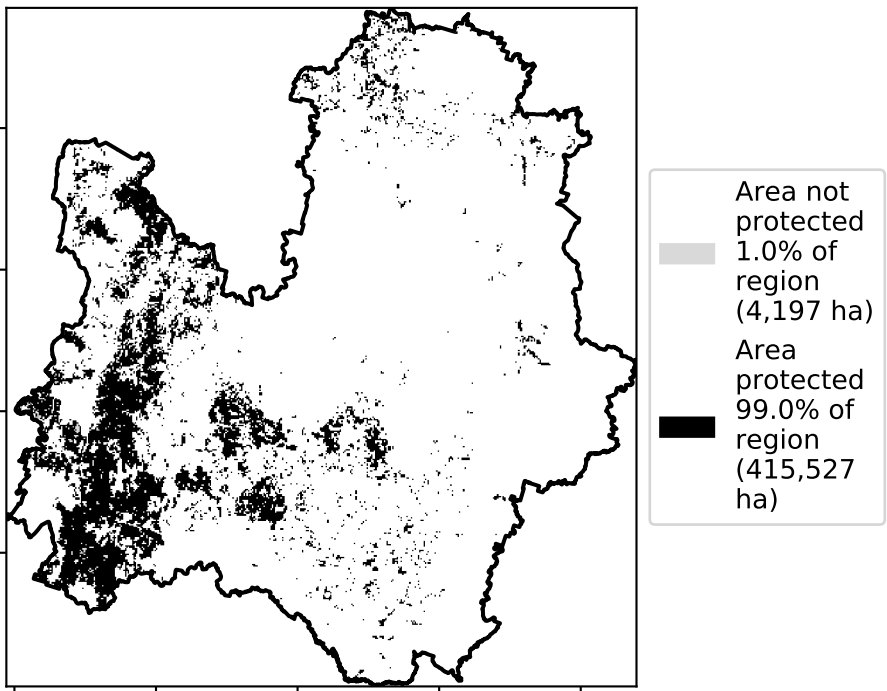 Area not
protected
1.0% of
region
(4,197 ha)
Area
protected
99.0% of
region
(415,527
ha)